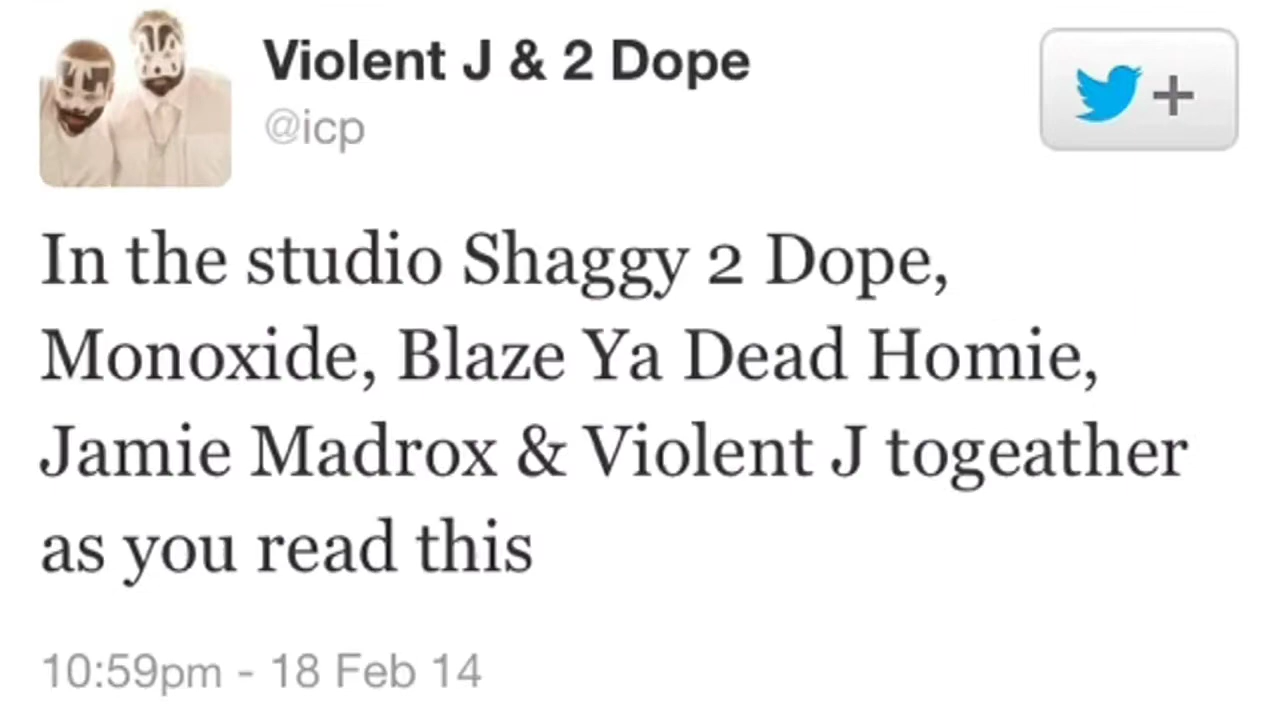 Violent J & 2 Dope
@icp
In the studio Shaggy 2 Dope,
Monoxide, Blaze Ya Dead Homie,
Jamie Madrox & Violent J togeather
as you read this
10:59pm - 18 Feb 14